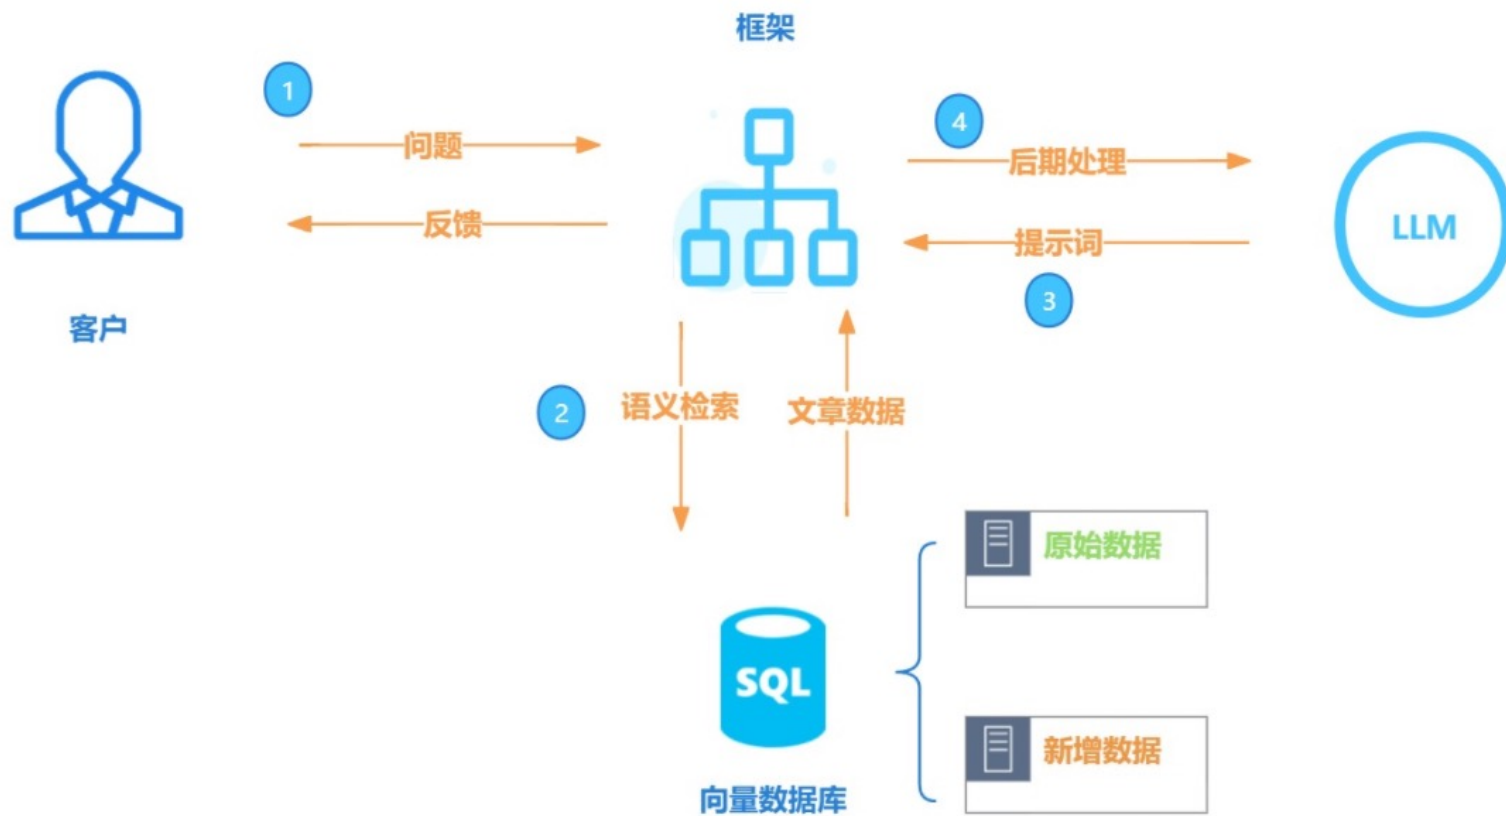 框架
1
问题
4
后期处理
反馈
提示词
LLM
3
客户
2
语义检索
文章数据
原始数据
SQL
新增数据
向量数据库